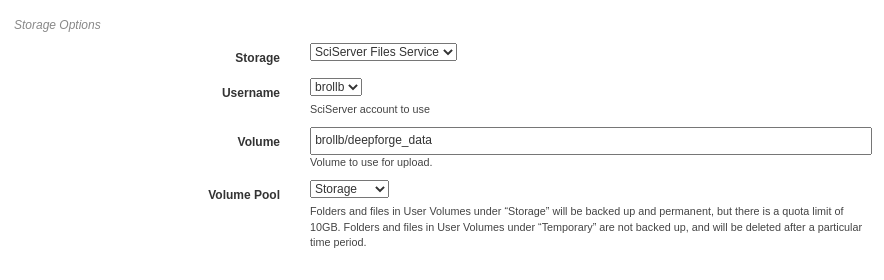 Storage Options
Storage SciServer Files Service
Username brollb
SciServer account to use
Volume brollb/deepforge_data
Volume to use for upload.
Volume Pool Storage
Folders and files in User Volumes under “Storage” will be backed up and permanent, but there is a quota limit of
10GB. Folders and files in User Volumes under “Temporary” are not backed up, and will be deleted after a particular
time period.